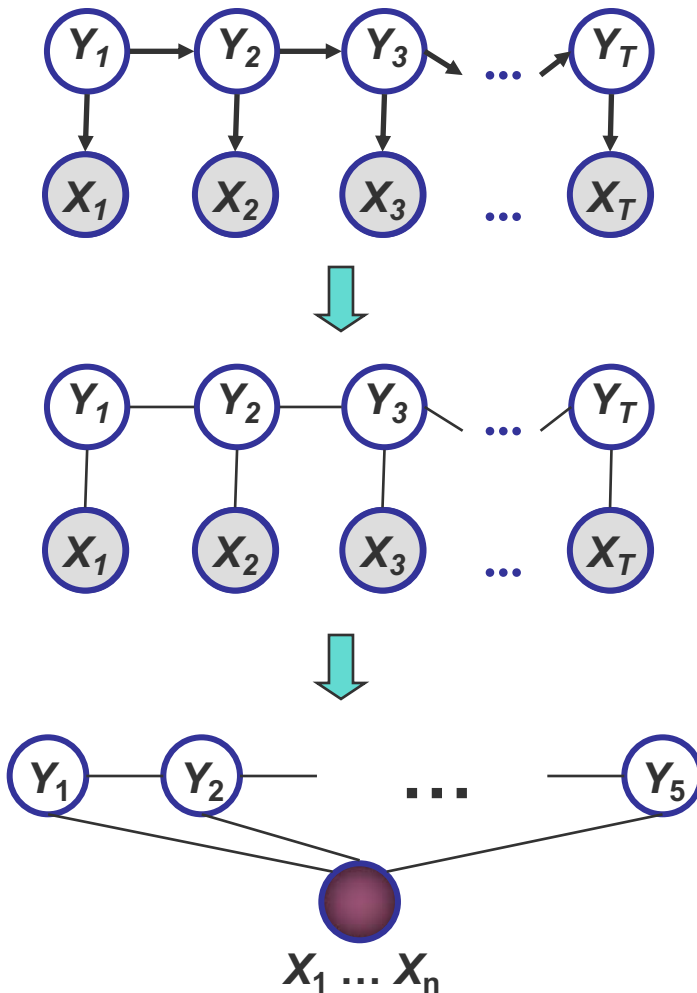 Y1 Y2 Y3 ... YT
X1 X2 X3 ... XT
Y1 Y2 Y3 ... YT
X1 X2 X3 ... XT
Y1 Y2 ... Y5
X1 ... Xn